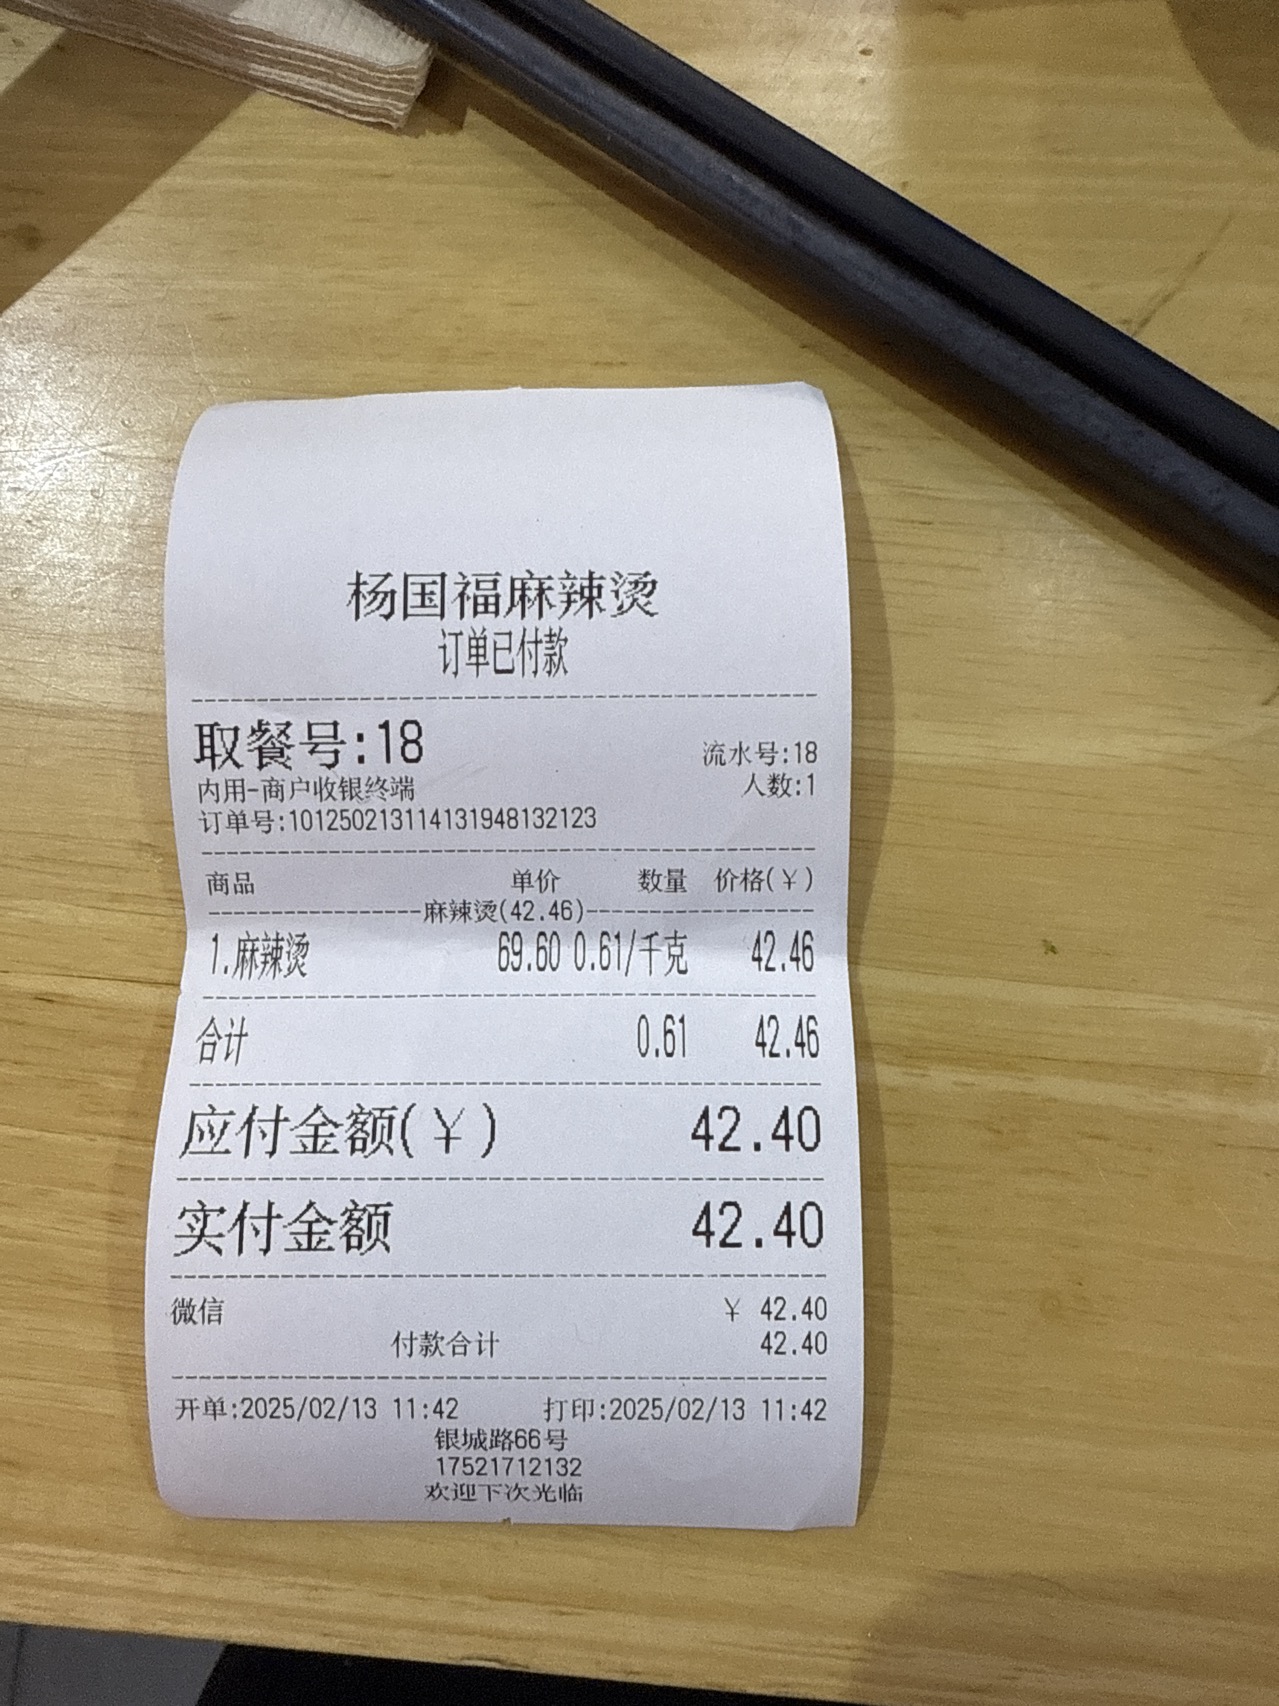 杨国福麻辣烫
订单已付款
取餐号:18
流水号:18
内用-商户收银终端
人数:1
订单号:101250213114131948132123
商品 单价 数量 价格(¥)
麻辣烫(42.46)
1.麻辣烫 69.60 0.61/千克 42.46
合计 0.61 42.46
应付金额(¥) 42.40
实付金额 42.40
微信 ¥ 42.40
付款合计 42.40
开单:2025/02/13 11:42 打印:2025/02/13 11:42
银城路66号
17521712132
欢迎下次光临